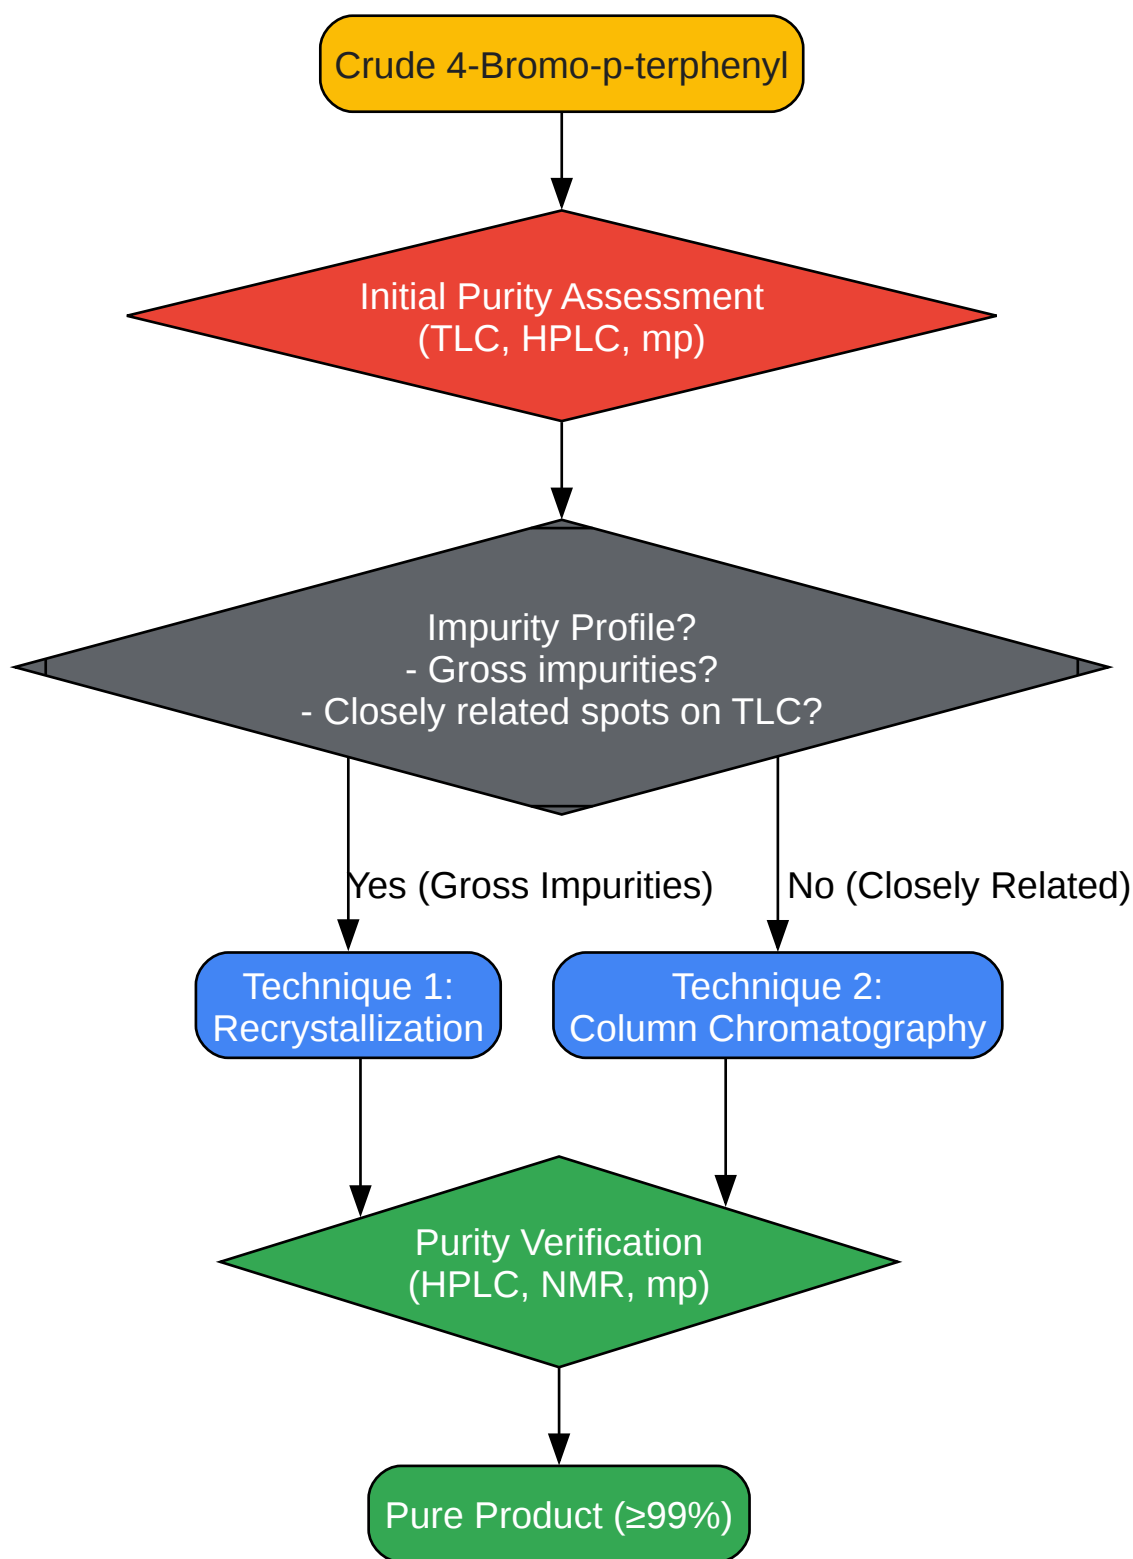 Crude 4-Bromo-p-terphenyl
Initial Purity Assessment
(TLC, HPLC, mp)
Impurity Profile?
- Gross impurities?
- Closely related spots on TLC?
Yes (Gross Impurities)
No (Closely Related)
Technique 1:
Recrystallization
Technique 2:
Column Chromatography
Purity Verification
(HPLC, NMR, mp)
Pure Product (≥99%)